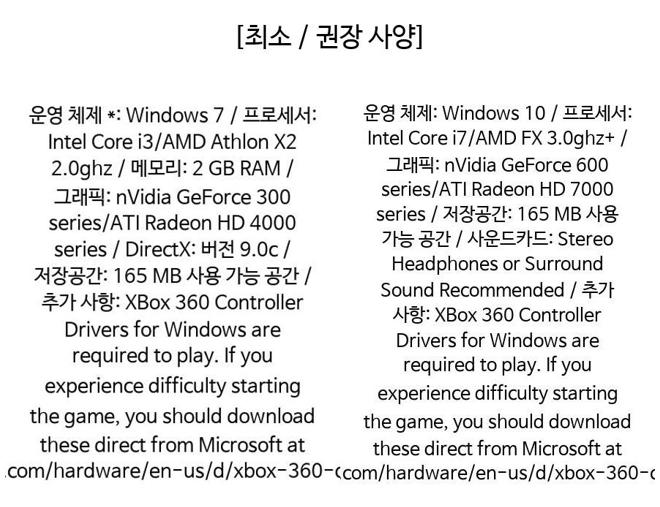 [최소 / 권장 사양]
운영 체제 *: Windows 7 / 프로세서:
Intel Core i3/AMD Athlon X2
2.0ghz / 메모리: 2 GB RAM /
그래픽: nVidia GeForce 300
series/ATI Radeon HD 4000
series / DirectX: 버전 9.0c /
저장공간: 165 MB 사용 가능 공간 /
추가 사항: XBox 360 Controller
Drivers for Windows are
required to play. If you
experience difficulty starting
the game, you should download
these direct from Microsoft at
.com/hardware/en-us/d/xbox-360-
운영 체제: Windows 10 / 프로세서:
Intel Core i7/AMD FX 3.0ghz+ /
그래픽: nVidia GeForce 600
series/ATI Radeon HD 7000
series / 저장공간: 165 MB 사용
가능 공간 / 사운드카드: Stereo
Headphones or Surround
Sound Recommended / 추가
사항: XBox 360 Controller
Drivers for Windows are
required to play. If you
experience difficulty starting
the game, you should download
these direct from Microsoft at
com/hardware/en-us/d/xbox-360-